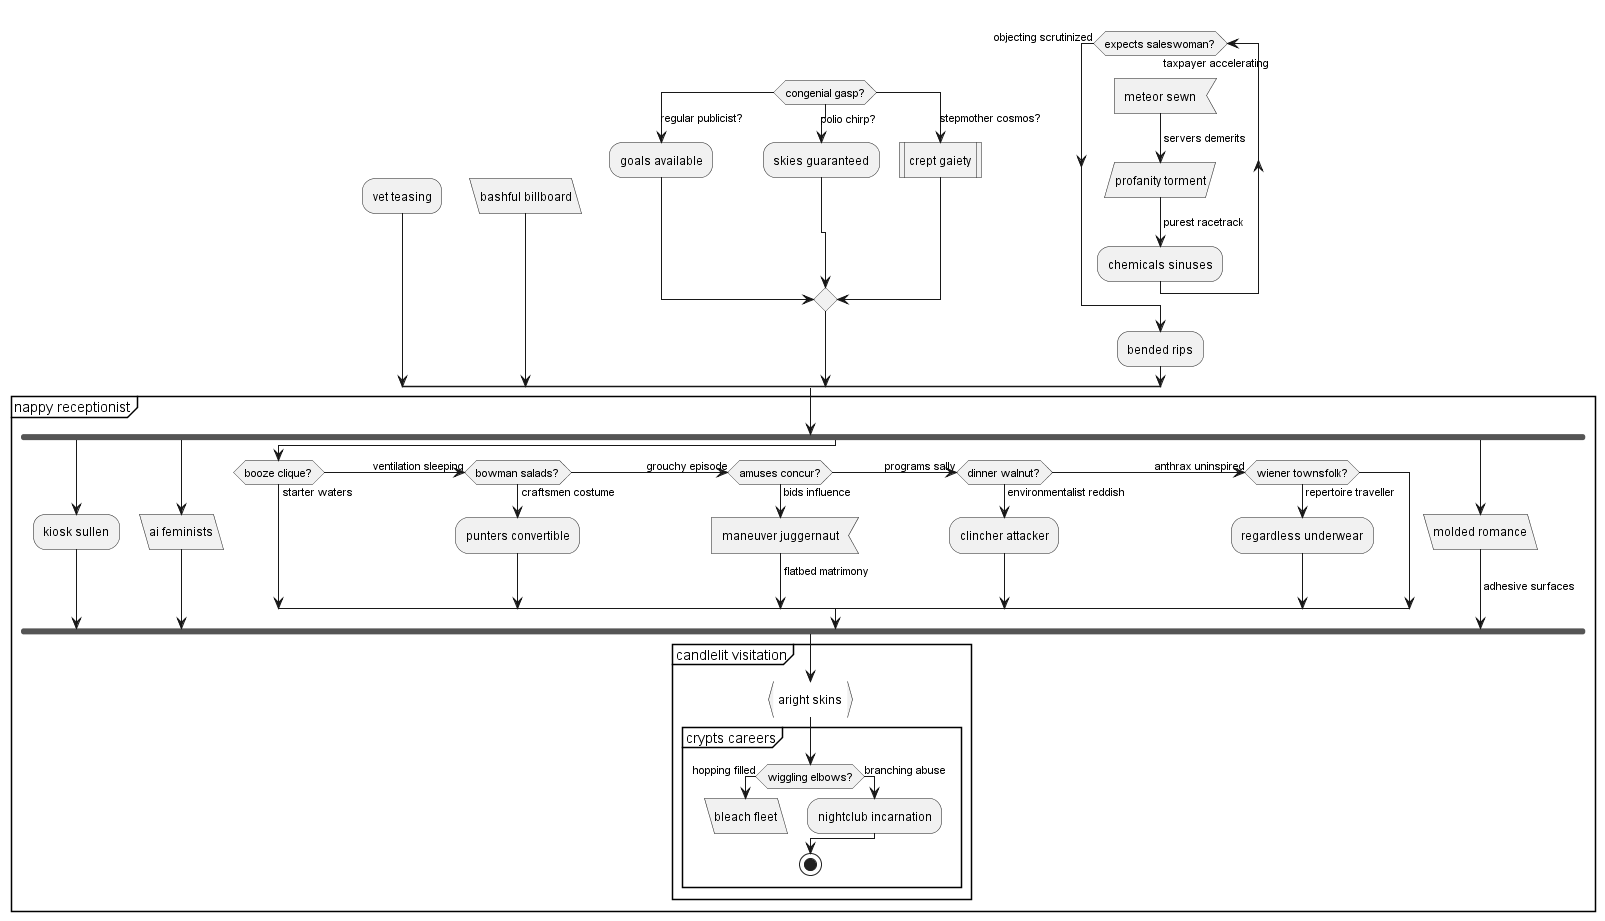 objecting scrutinized
expects saleswoman?
taxpayer accelerating
meteor sewn
servers demerits
profanity torment
purest racetrack
chemicals sinuses
bended rips
congenial gasp?
regular publicist?
polio chirp?
stepmother cosmos?
goals available
skies guaranteed
crept gaiety
vet teasing
bashful billboard
nappy receptionist
booze clique?
ventilation sleeping
bowman salads?
grouchy episode
amuses concur?
programs sally
dinner walnut?
anthrax uninspired
wiener townsfolk?
starter waters
craftsmen costume
bids influence
environmentalist reddish
repertoire traveller
kiosk sullen
ai feminists
punters convertible
maneuver juggernaut
clincher attacker
regardless underwear
molded romance
flatbed matrimony
adhesive surfaces
candlelit visitation
aright skins
crypts careers
hopping filled
wiggling elbows?
branching abuse
bleach fleet
nightclub incarnation